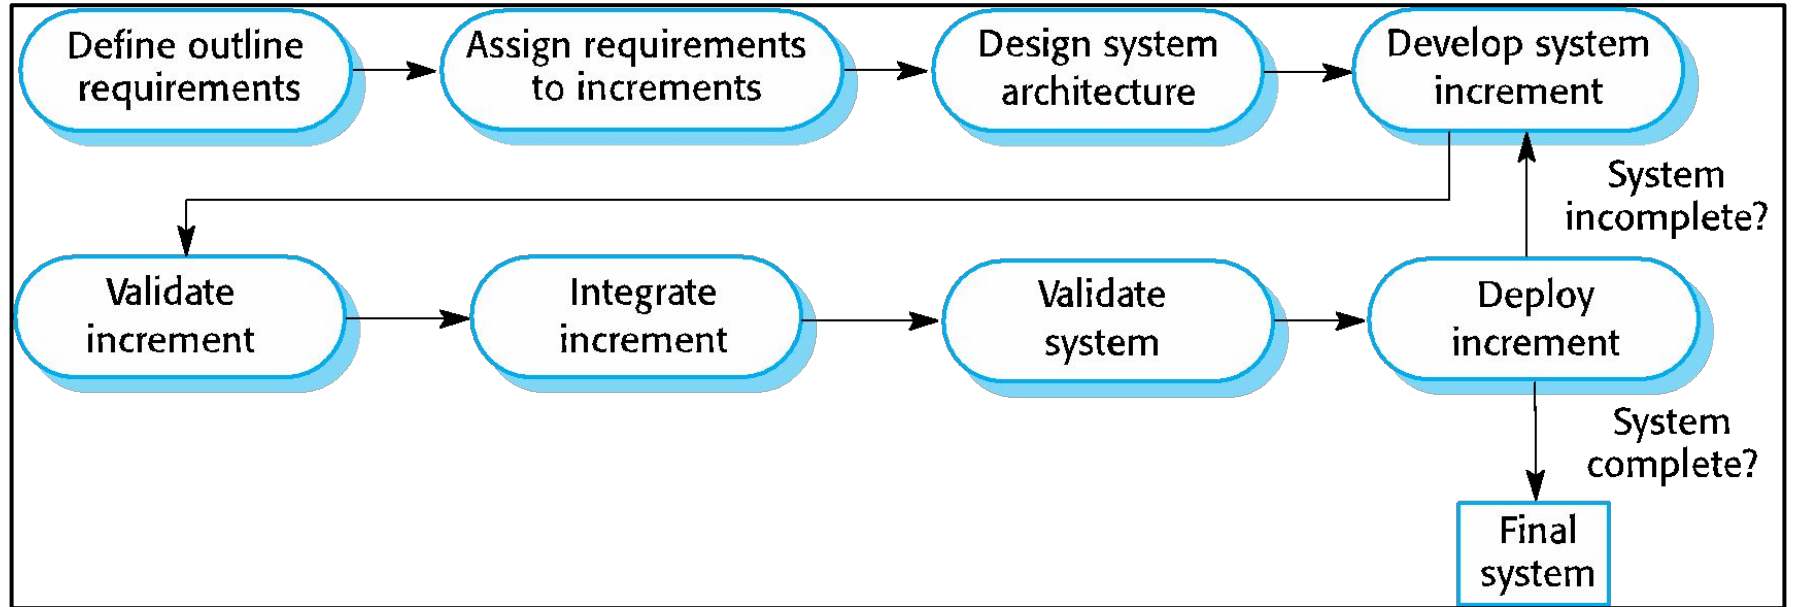 Define outline
requirements
Assign requirements
to increments
Design system
architecture
Develop system
increment
System
incomplete?
Validate
increment
Integrate
increment
Validate
system
Deploy
increment
System
complete?
Final
system